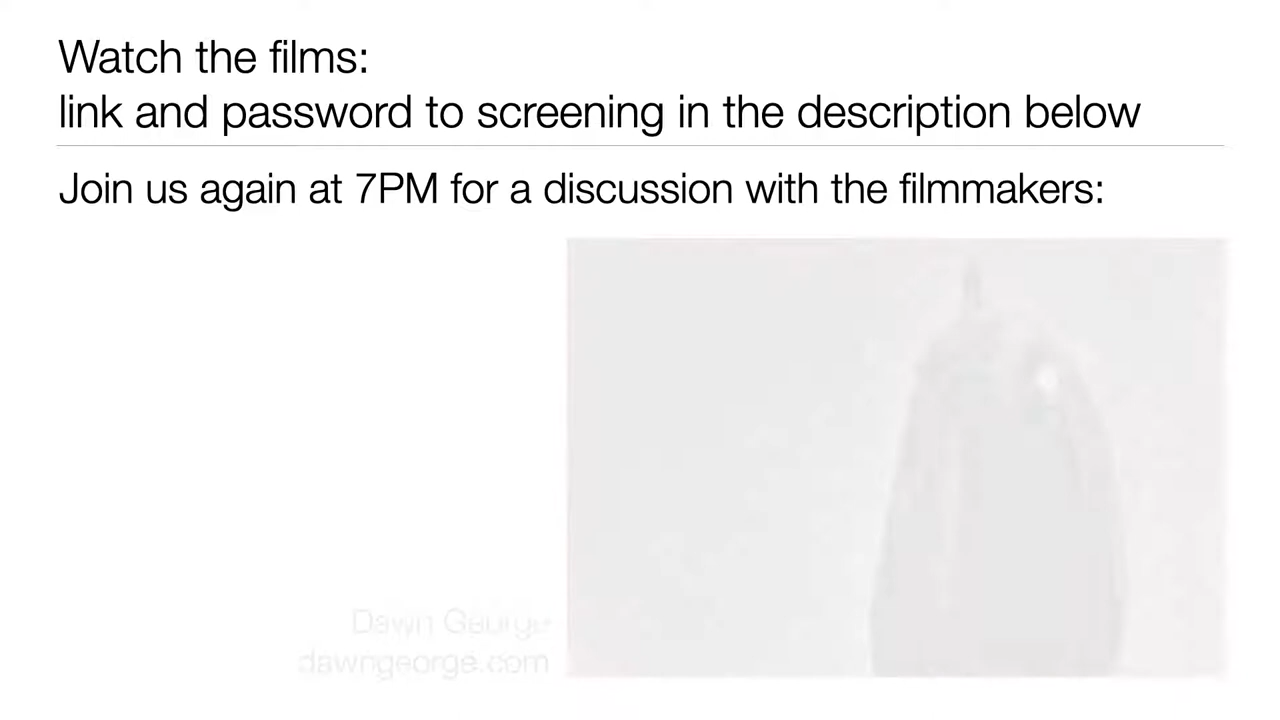 Watch the films:
link and password to screening in the description below
Join us again at 7PM for a discussion with the filmmakers:
Dawn George
dawngeorge.com